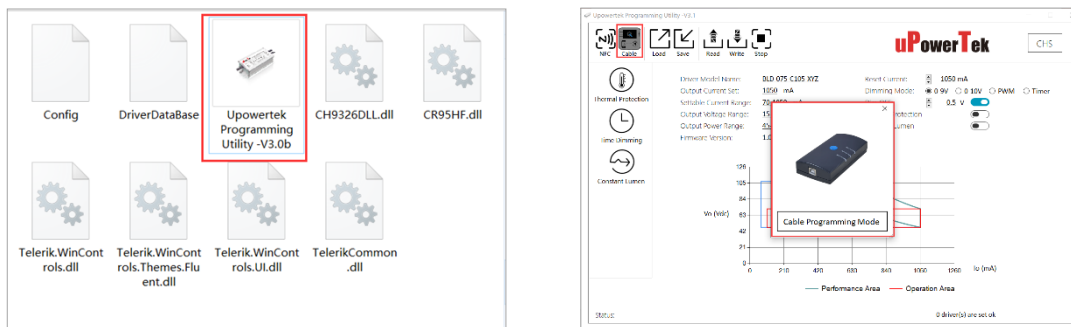 Config
DriverDataBase
Upowertek
Programming
Utility -V3.0b
CH9326DLL.dll
CR95HF.dll
Telerik.WinCont
rols.dll
Telerik.WinCont
rols.Themes.Flu
ent.dll
Telerik.WinCont
rols.UI.dll
TelerikCommon
.dll
UPowertek Programming Utility -V3.1
NFC Cable Load Save Read Write Stop
uPowerTek
CHS
Thermal Protection
Time Dimming
Constant Lumen
Driver Model Name: BLD 075 C105 XYZ
Output Current Set: 1050 mA
Settable Current Range:
Output Voltage Range:
Output Power Range:
Firmware Version:
Reset Current: 1050 mA
Dimming Mode: 0 9V 0 10V PWM Timer
0.5 V
Cable Programming Mode
Vo (Vdc)
126
105
84
63
42
21
0
0 210 420 630 840 1050 1260 Io (mA)
Performance Area Operation Area
Status: 0 driver(s) are set ok